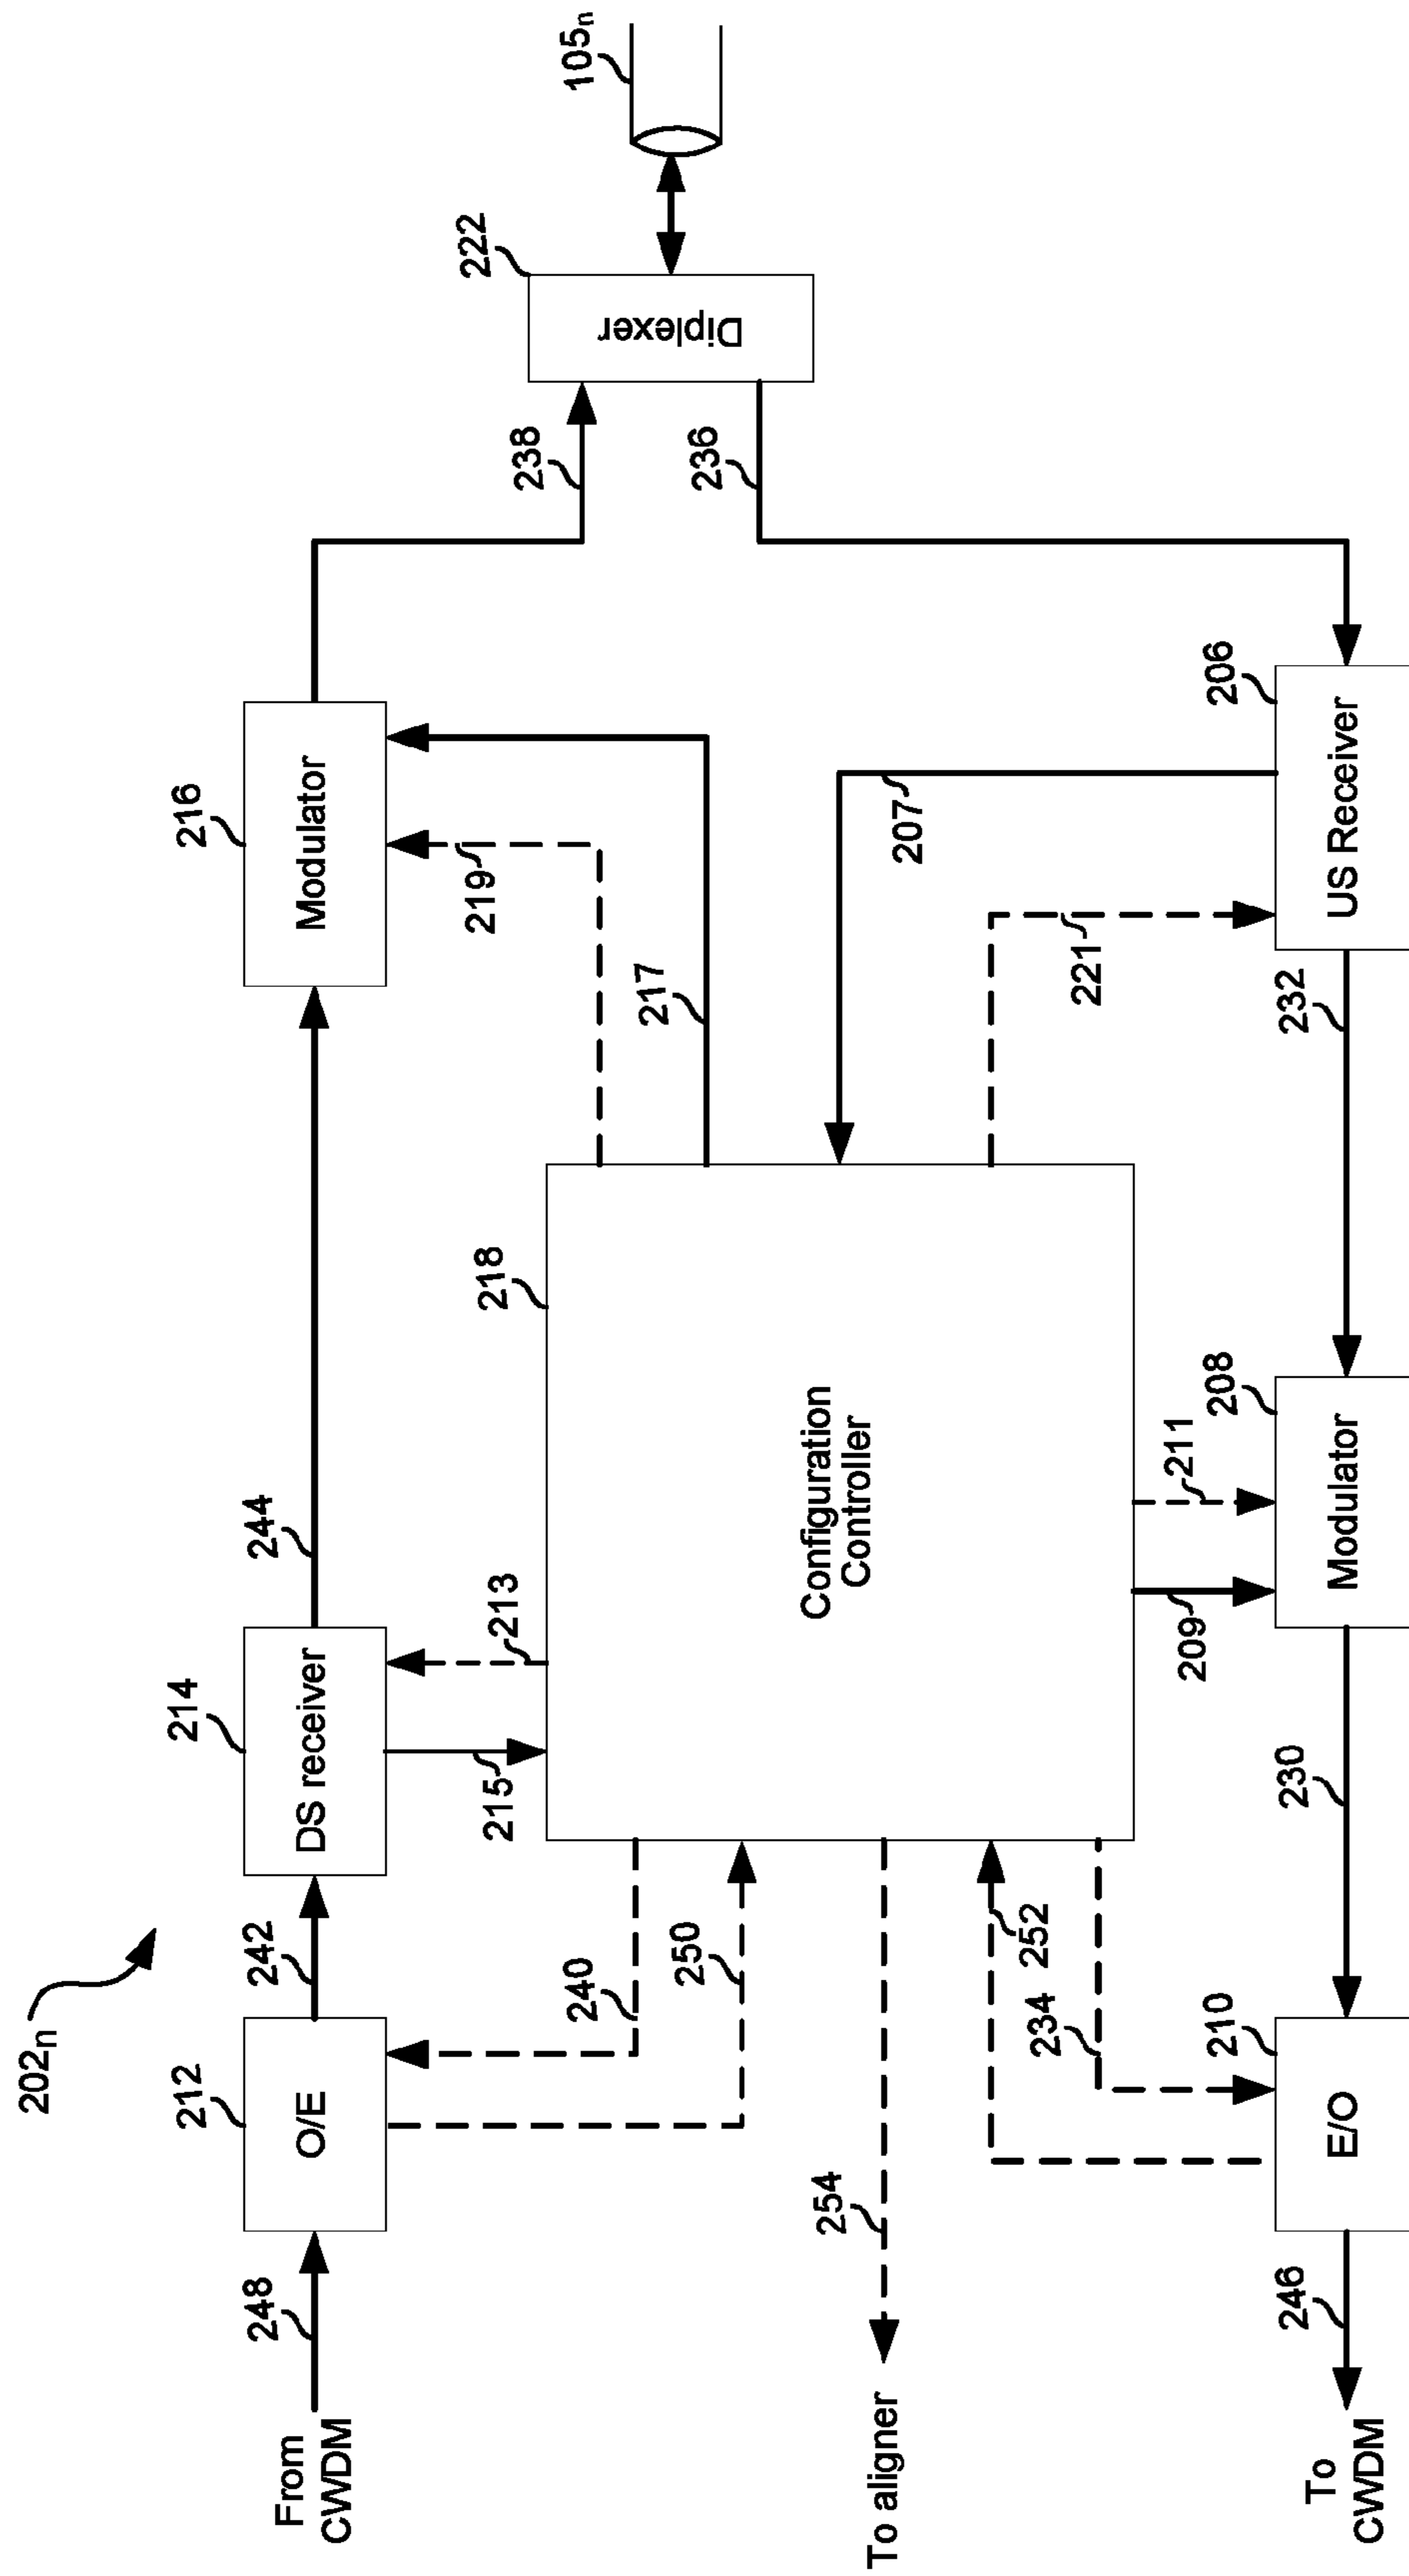 202n
From
CWDM
248
212
O/E
242
214
DS receiver
244
216
Modulator
238
222
Diplexer
105n
240
250
215
213
218
Configuration
Controller
219
217
207
221
236
To aligner
254
252
234
209
211
To
CWDM
246
210
E/O
230
208
Modulator
232
206
US Receiver